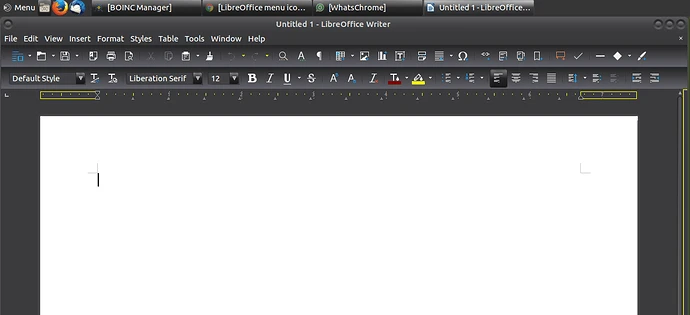 Menu [BOINC Manager] [LibreOffice menu ico... [WhatsChrome] Untitled 1 - LibreOffice...
Untitled 1 - LibreOffice Writer
File Edit View Insert Format Styles Table Tools Window Help
Default Style Liberation Serif 12 B I U S